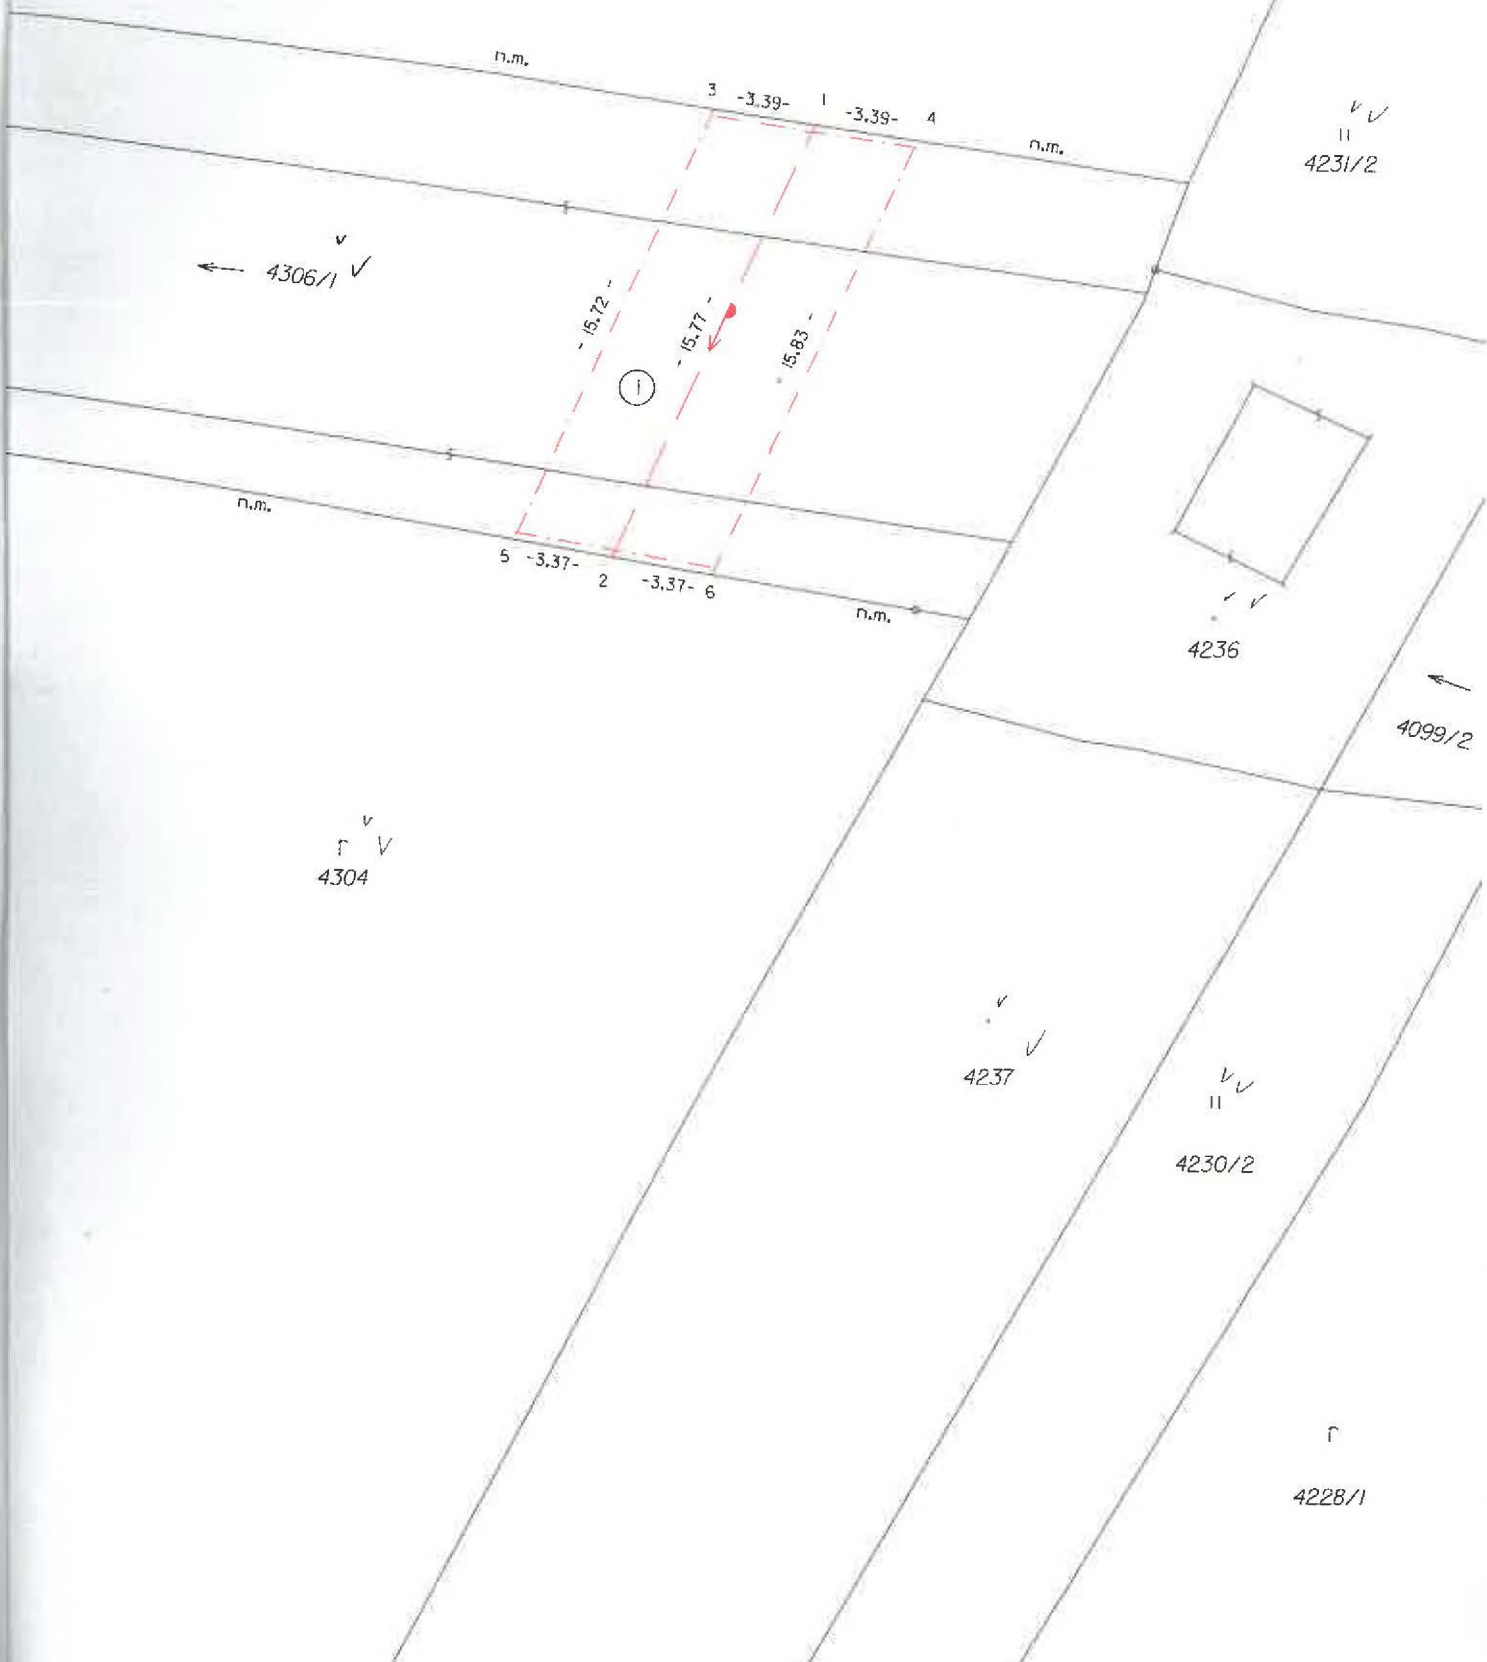 n.m.
3 -3.39- 1 -3.39- 4
n.m.
4231/2
4306/1
- 15.72 -
- 15.77 -
15.83 -
1
n.m.
5 -3.37- 2 -3.37- 6
n.m.
4236
4099/2
r
4304
4237
4230/2
r
4228/1